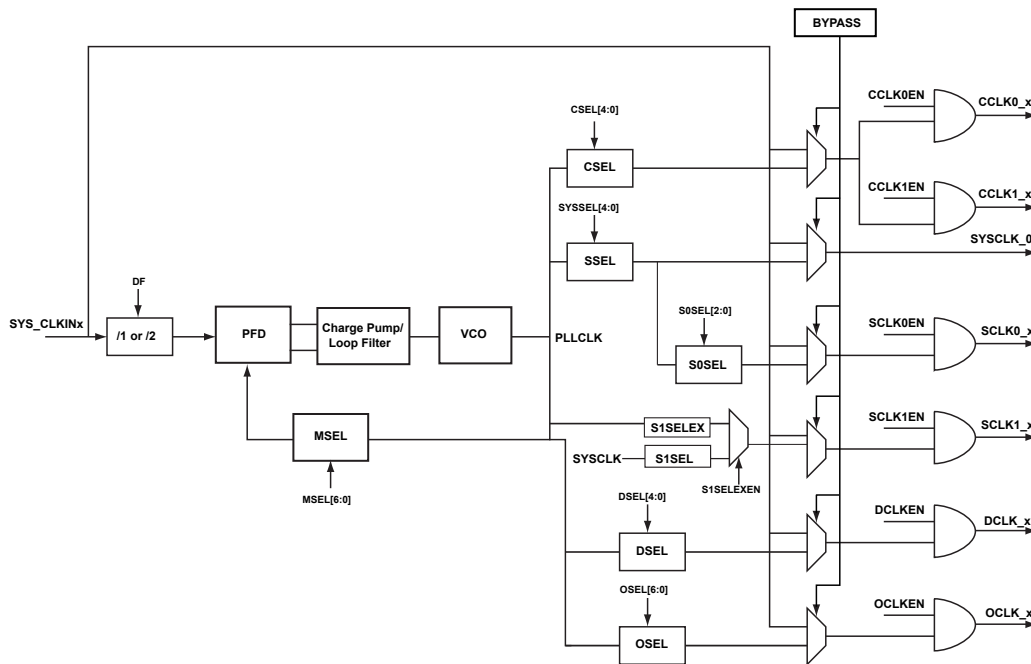 BYPASS
CCLK0EN
CCLK0_x
CSEL[4:0]
CSEL
CCLK1EN
CCLK1_x
SYSSEL[4:0]
SYSCLK_0
SSEL
DF
SYS_CLKINx
/1 or /2
PFD
Charge Pump/
Loop Filter
VCO
PLLCLK
S0SEL[2:0]
S0SEL
SCLK0EN
SCLK0_x
MSEL
MSEL[6:0]
S1SELEX
SYSCLK
S1SEL
S1SELEXEN
SCLK1EN
SCLK1_x
DSEL[4:0]
DSEL
DCLKEN
DCLK_x
OSEL[6:0]
OSEL
OCLKEN
OCLK_x